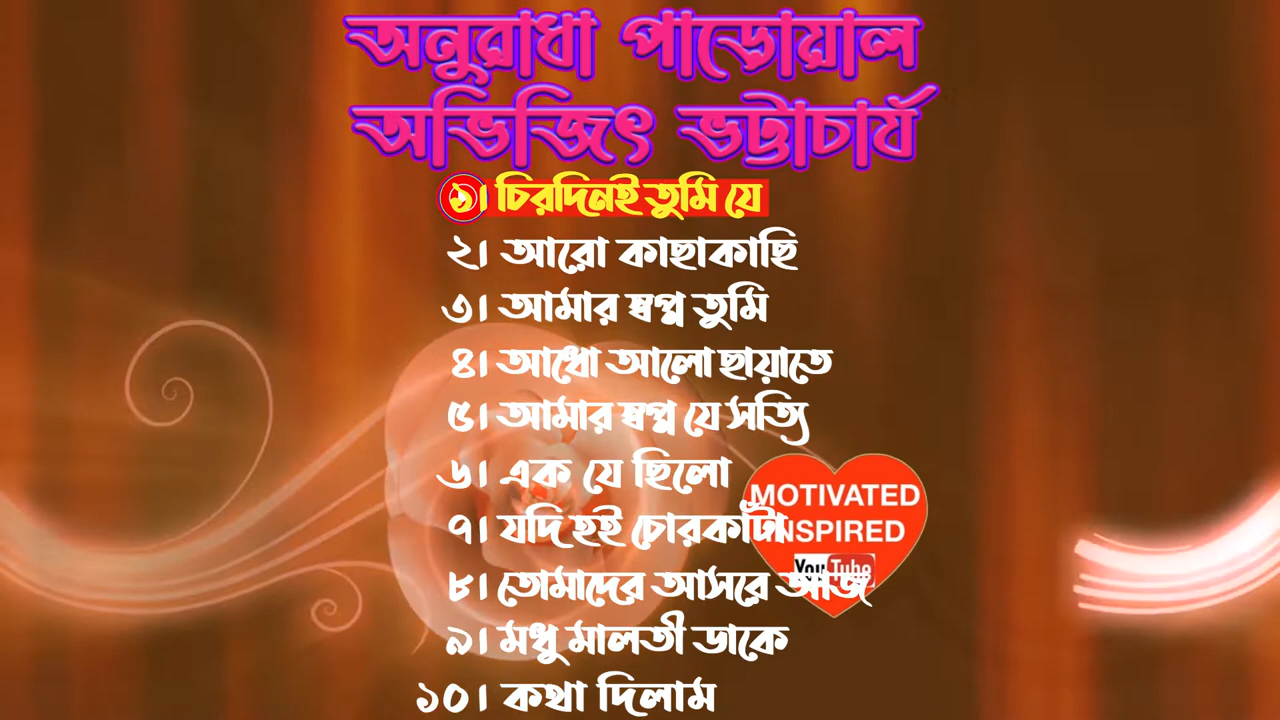 অনুরাধা পাড়োয়াল
অভিজিৎ ভট্টাচার্য
১। চিরদিনই তুমি যে
২। আরো কাছাকাছি
৩। আমার স্বপ্ন তুমি
৪। আধো আলো ছায়াতে
৫। আমার স্বপ্ন যে সত্যি
৬। এক যে ছিলো
৭। যদি হই চোরকাঁটা
৮। তোমাদের আসরে আজ
৯। মধু মালতী ডাকে
১০। কথা দিলাম
MOTIVATED
INSPIRED
YouTube